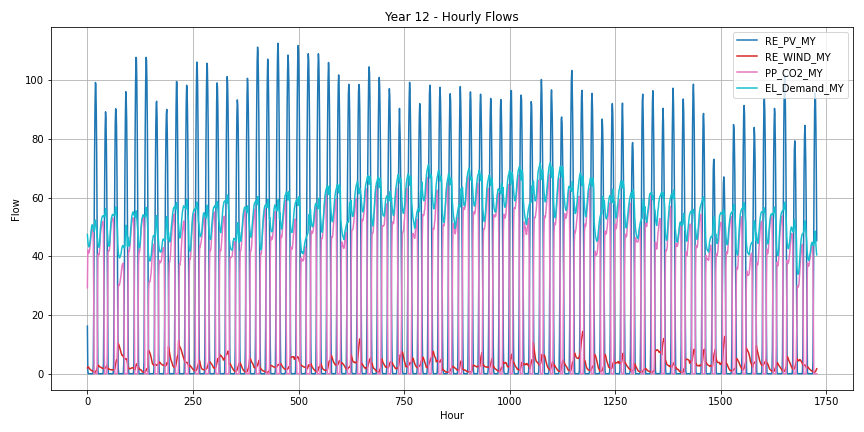 Year 12 - Hourly Flows
RE_PV_MY
RE_WIND_MY
PP_CO2_MY
EL_Demand_MY
Flow
100
80
60
40
20
0
0 250 500 750 1000 1250 1500 1750
Hour